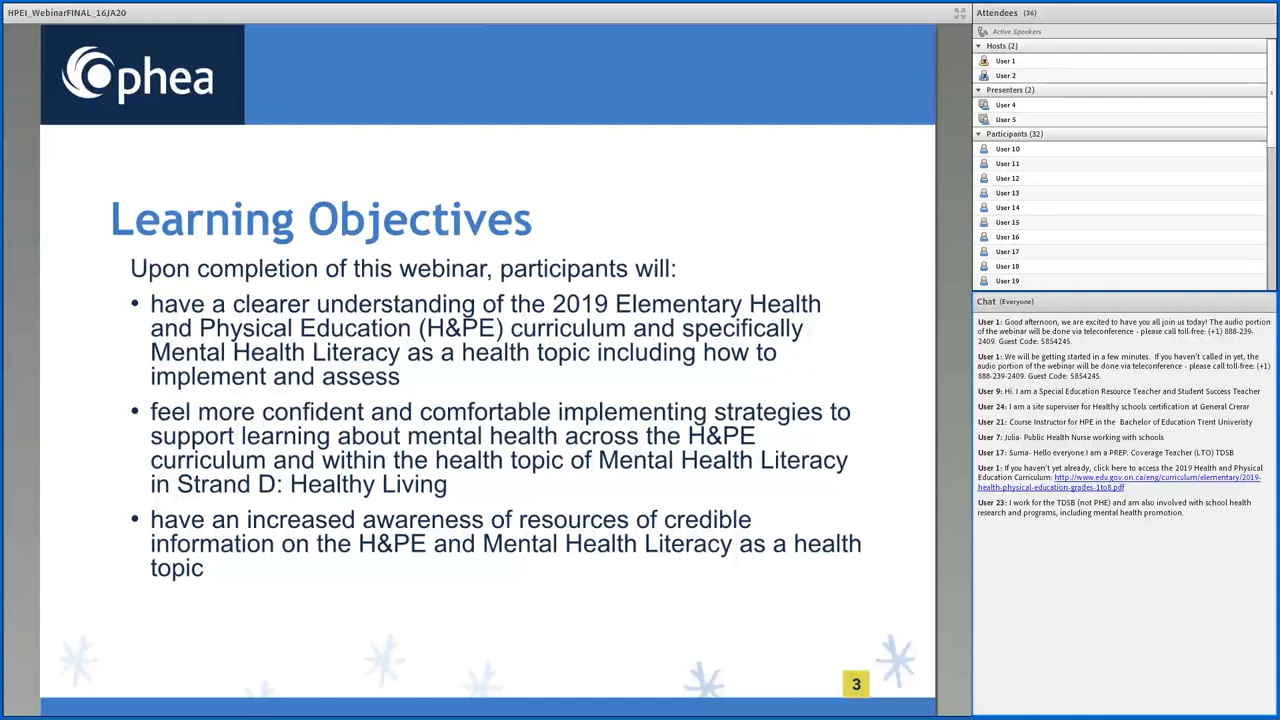 HPEI_WebinarFINAL_16JA20
Ophea
Learning Objectives
Upon completion of this webinar, participants will:
• have a clearer understanding of the 2019 Elementary Health
and Physical Education (H&PE) curriculum and specifically
Mental Health Literacy as a health topic including how to
implement and assess
• feel more confident and comfortable implementing strategies to
support learning about mental health across the H&PE
curriculum and within the health topic of Mental Health Literacy
in Strand D: Healthy Living
• have an increased awareness of resources of credible
information on the H&PE and Mental Health Literacy as a health
topic
3
Attendees (36)
Active Speakers
Hosts (2)
User 1
User 2
Presenters (2)
User 4
User 5
Participants (32)
User 10
User 11
User 12
User 13
User 14
User 15
User 16
User 17
User 18
User 19
Chat (Everyone)
User 1: Good afternoon, we are excited to have you all join us today! The audio portion
of the webinar will be done via teleconference - please call toll-free: (+1) 888-239-
2409. Guest Code: 5854245.
User 1: We will be getting started in a few minutes. If you haven't called in yet, the
audio portion of the webinar will be done via teleconference - please call toll-free: (+1)
888-239-2409. Guest Code: 5854245.
User 9: Hi. I am a Special Education Resource Teacher and Student Success Teacher
User 24: I am a site superviser for Healthy schools certification at General Crerar
User 21: Course Instructor for HPE in the Bachelor of Education Trent Univeristy
User 7: Julia- Public Health Nurse working with schools
User 17: Suma- Hello everyone.I am a PREP. Coverage Teacher (LTO) TDSB
User 1: If you haven't yet already, click here to access the 2019 Health and Physical
Education Curriculum: http://www.edu.gov.on.ca/eng/curriculum/elementary/2019-
health-physical-education-grades-1to8.pdf
User 23: I work for the TDSB (not PHE) and am also involved with school health
research and programs, including mental health promotion.